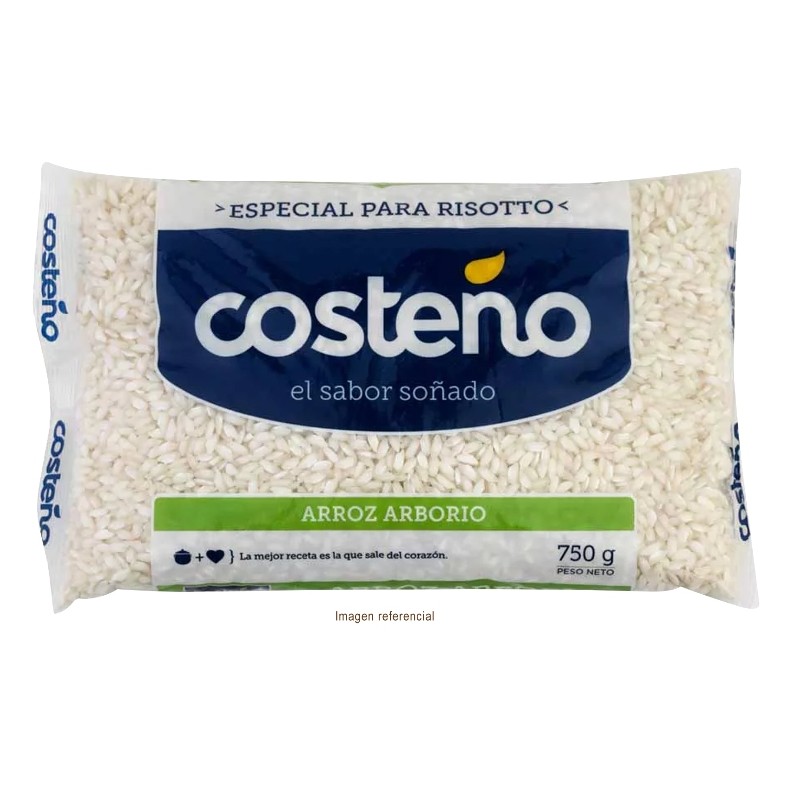 >ESPECIAL PARA RISOTTO<
costeño
el sabor soñado
costeño
costeño
ARROZ ARBORIO
+ } La mejor receta es la que sale del corazón.
750 g
PESO NETO
Imagen referencial